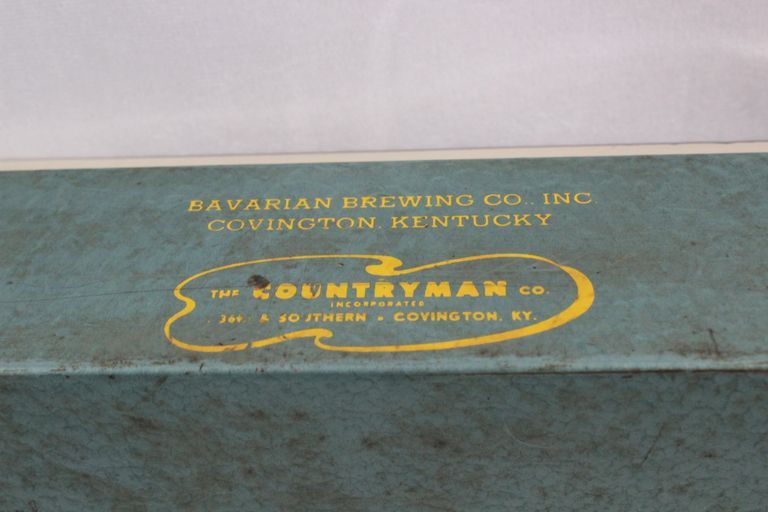 BAVARIAN BREWING CO., INC.
COVINGTON, KENTUCKY
THE COUNTRYMAN CO.
INCORPORATED
& SOUTHERN • COVINGTON, KY.